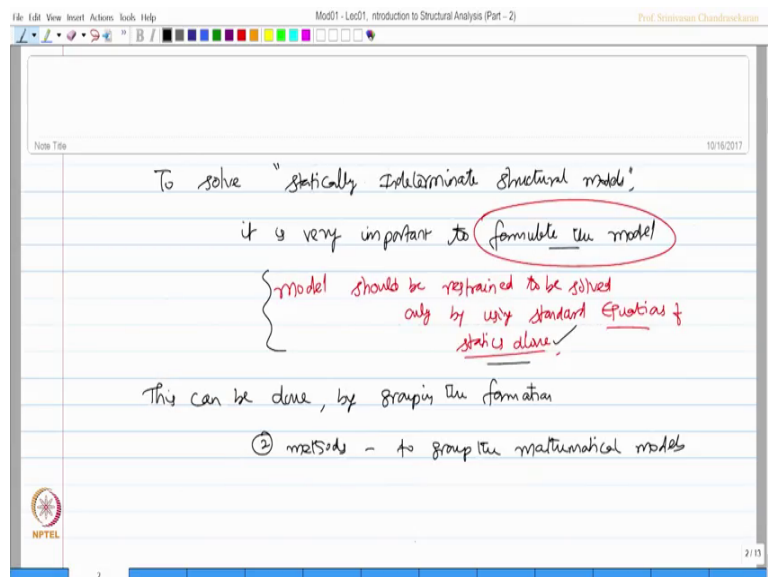 File Edit View Insert Actions Tools Help
Mod01 - Lec01, ntroduction to Structural Analysis (Part – 2)
Prof. Srinivasan Chandrasekaran
B I
Note Title
10/16/2017
To solve "statically Indeterminate structural models",
it is very important to formulate the model
model should be restrained to be solved
only by using standard Equations of
statics alone ✓
This can be done, by grouping the formation
② methods - to group the mathematical models
NPTEL
2/13
2